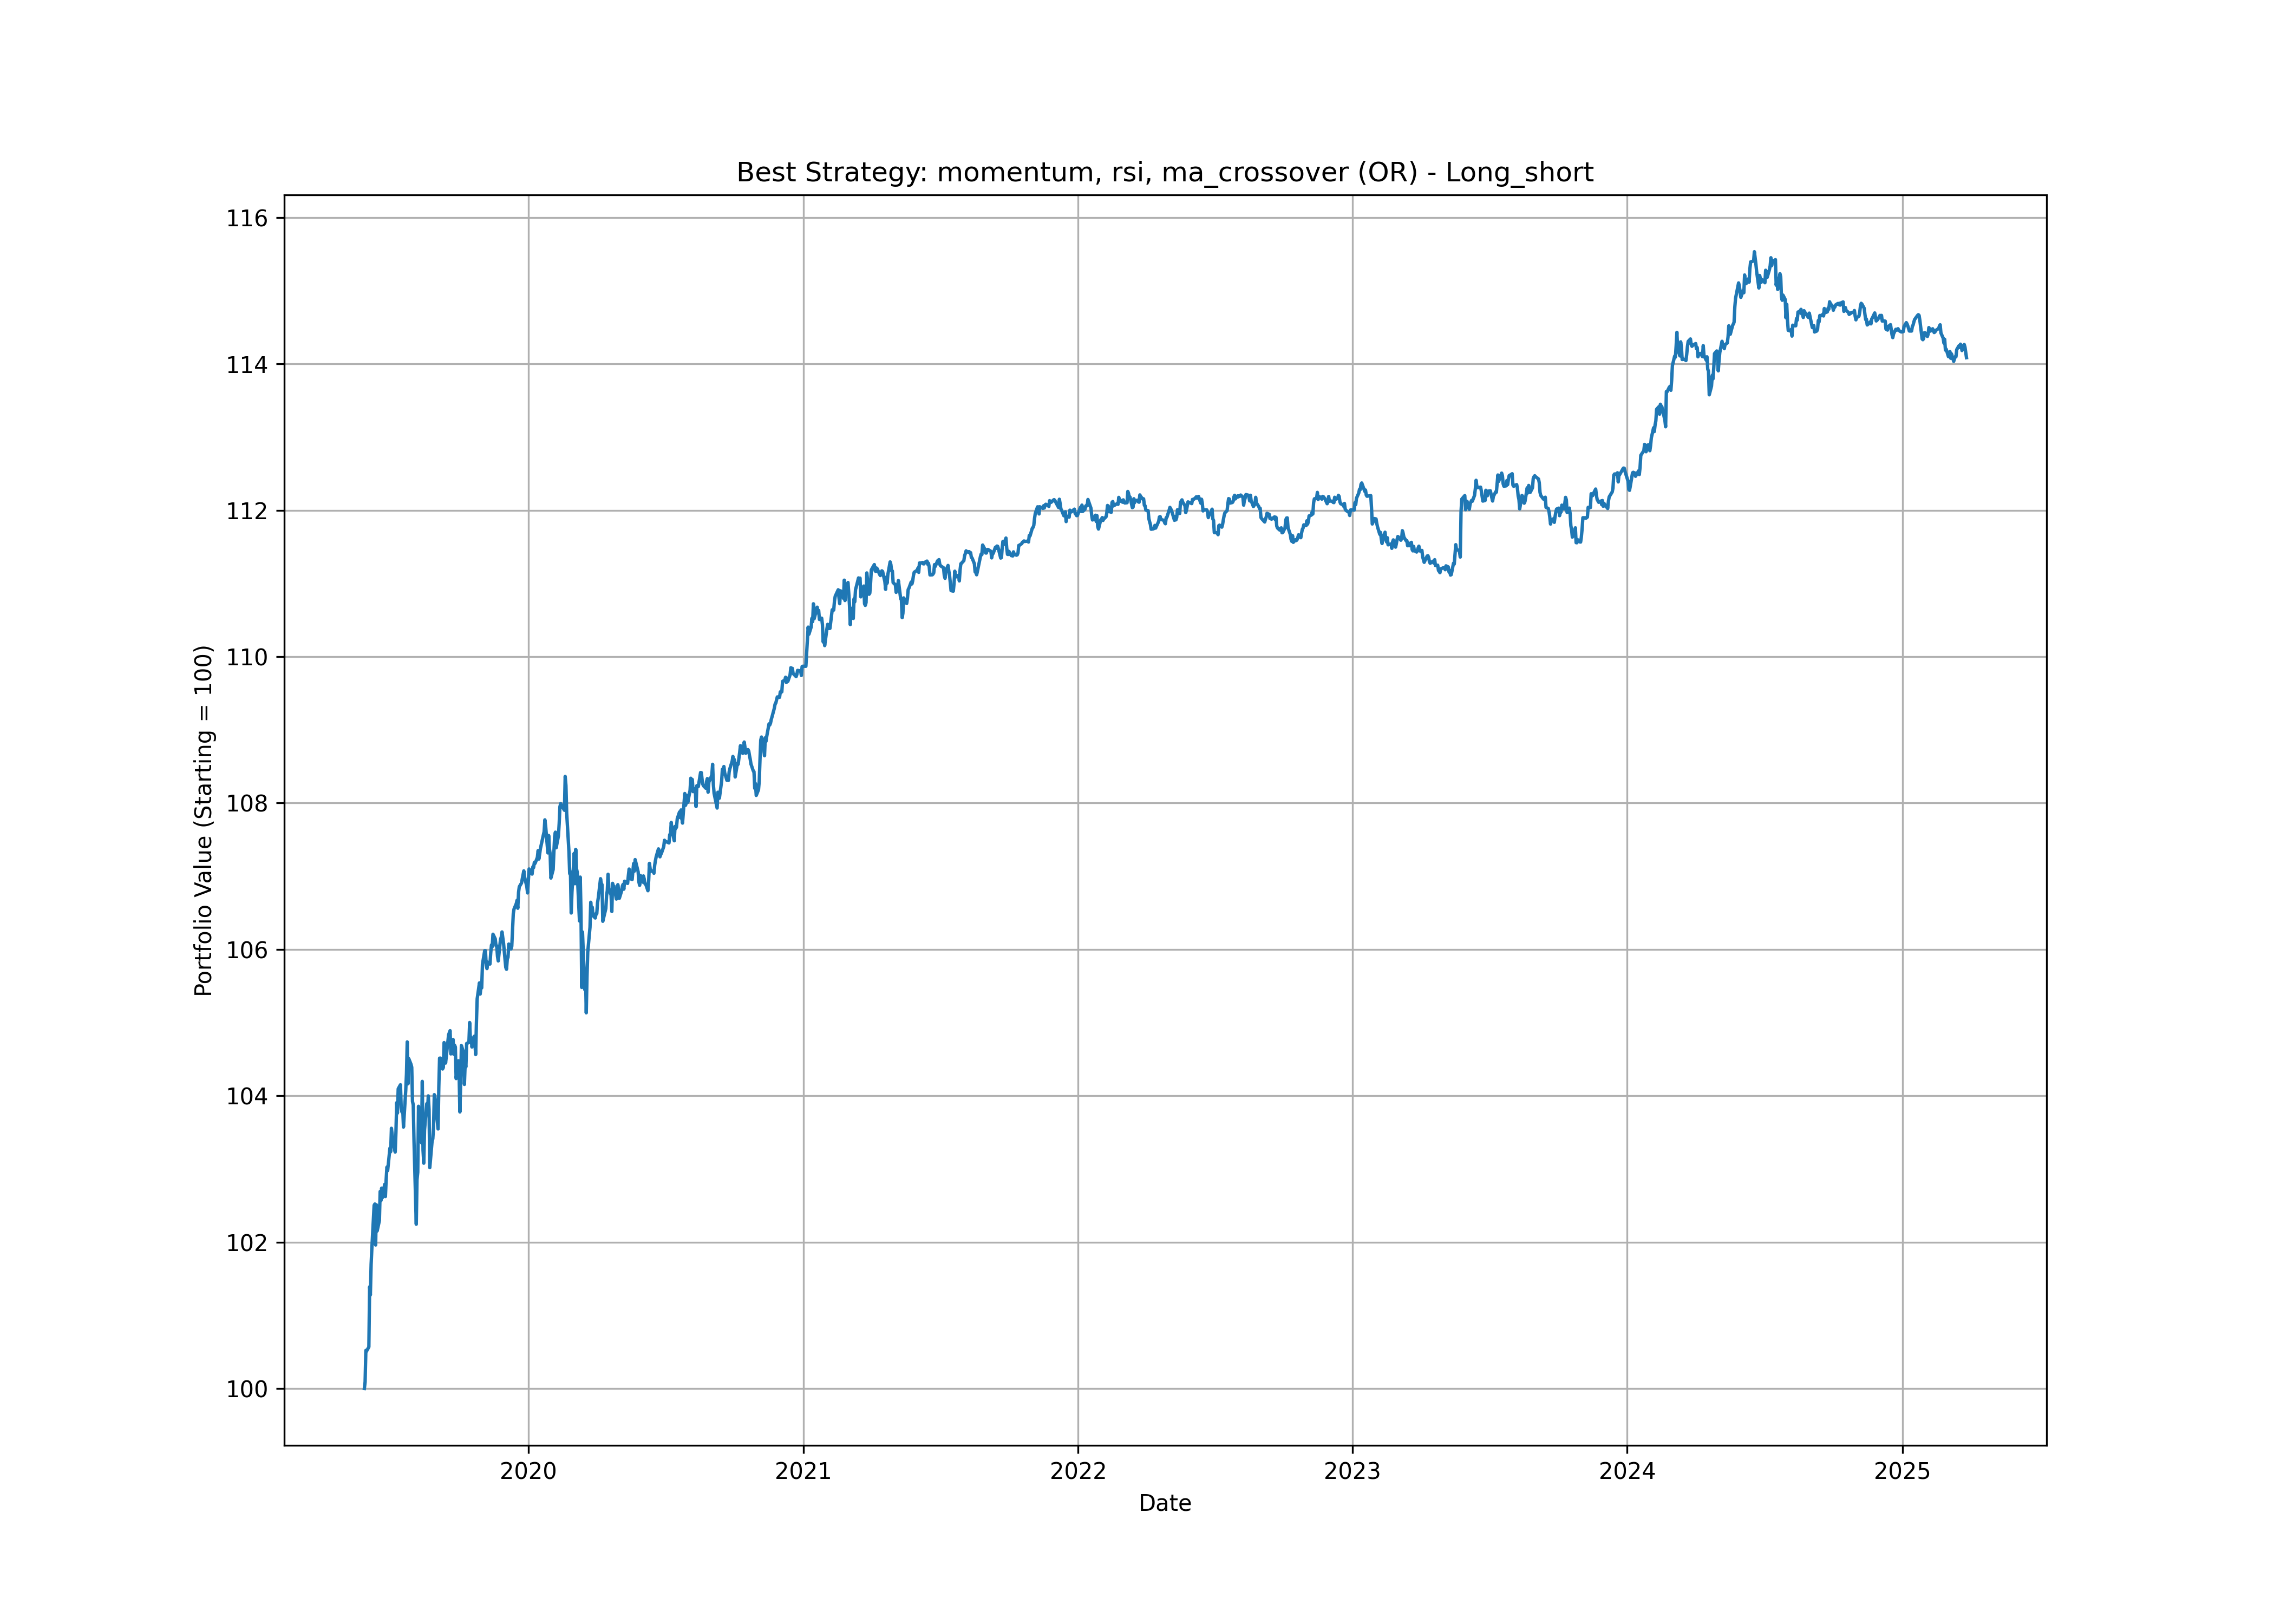 Best Strategy: momentum, rsi, ma_crossover (OR) - Long_short
Portfolio Value (Starting = 100)
116
114
112
110
108
106
104
102
100
2020 2021 2022 2023 2024 2025
Date